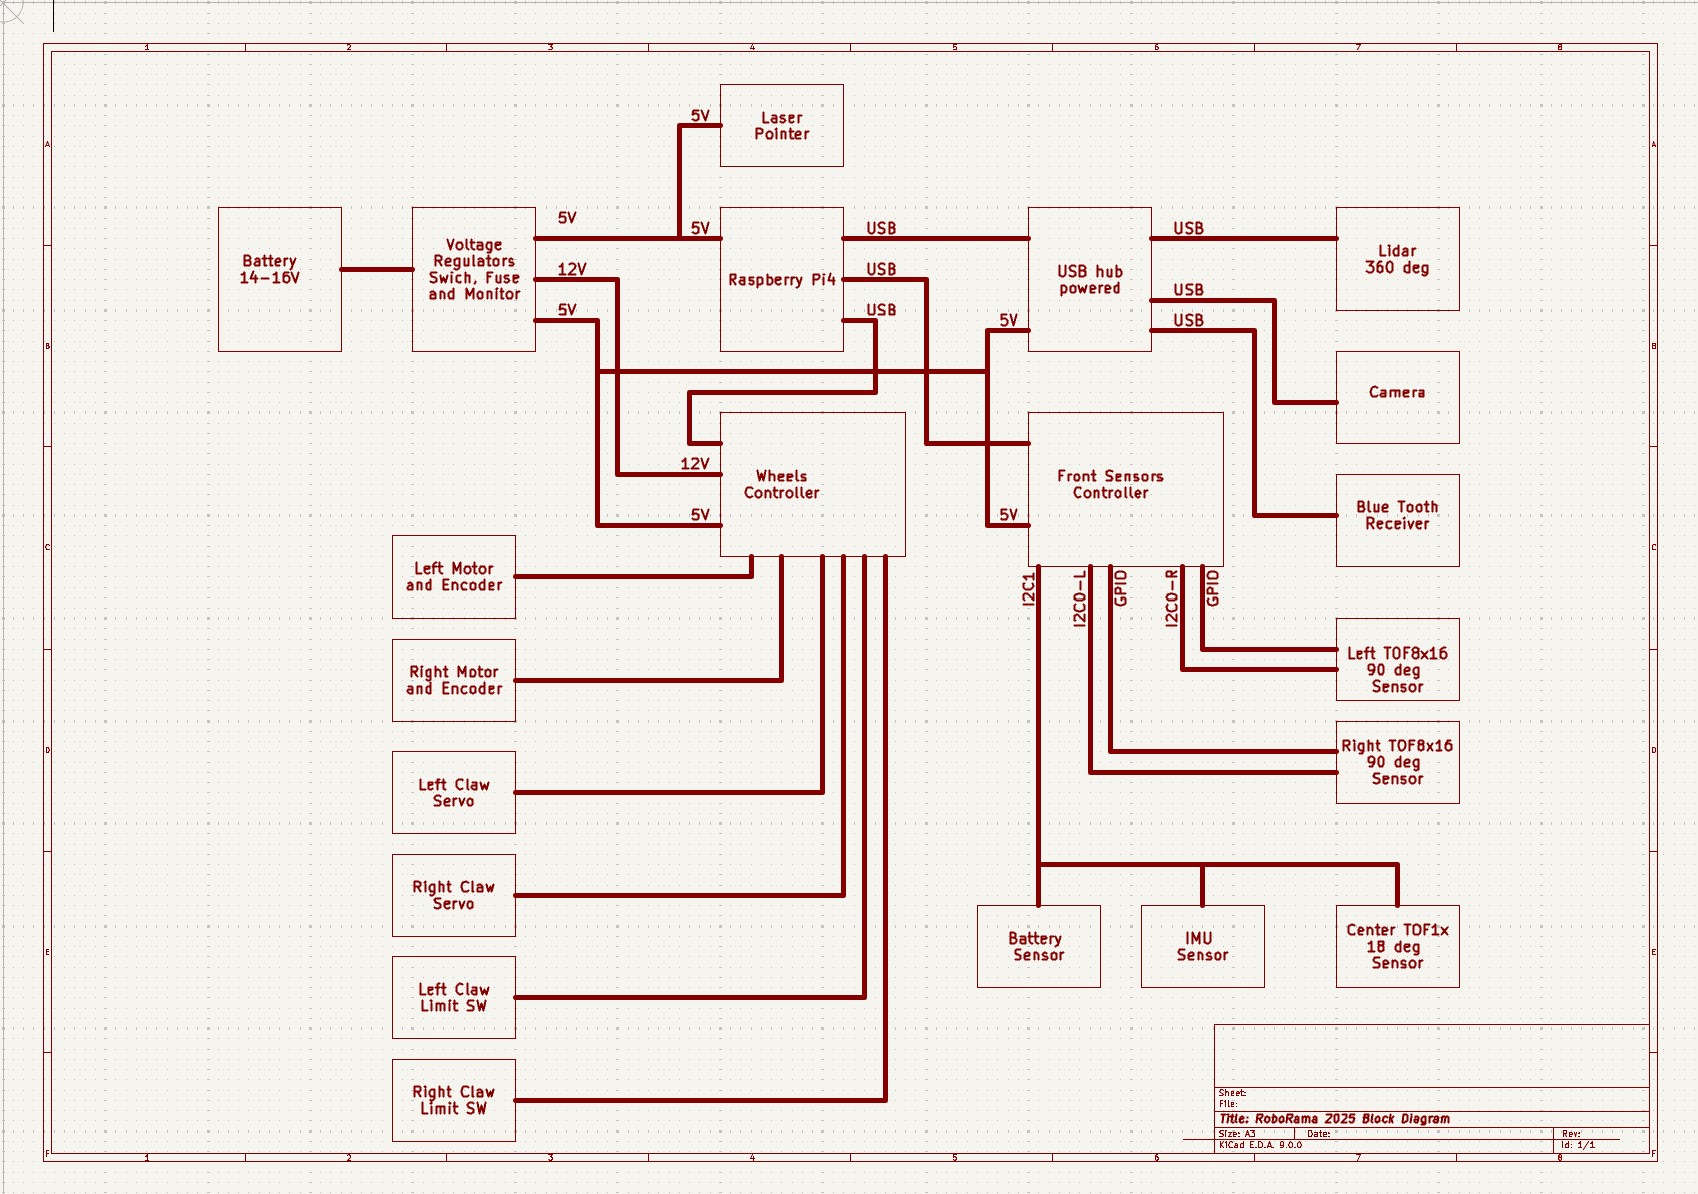 1 2 3 4 5 6 7 8
A
A
B
B
C
C
D
D
E
E
F
F
5V
Laser
Pointer
Battery
14-16V
Voltage
Regulators
Swich, Fuse
and Monitor
5V
12V
5V
5V
Raspberry Pi4
USB
USB
USB
USB hub
powered
5V
USB
USB
USB
Lidar
360 deg
Camera
Blue Tooth
Receiver
12V
5V
Wheels
Controller
5V
Front Sensors
Controller
I2C1
I2C0-L
GPIO
I2C0-R
GPIO
Left Motor
and Encoder
Right Motor
and Encoder
Left Claw
Servo
Right Claw
Servo
Left Claw
Limit SW
Right Claw
Limit SW
Left TOF8x16
90 deg
Sensor
Right TOF8x16
90 deg
Sensor
Battery
Sensor
IMU
Sensor
Center TOF1x
18 deg
Sensor
Sheet:
File:
Title: RoboRama 2025 Block Diagram
Size: A3 Date: Rev:
KiCad E.D.A. 9.0.0 Id: 1/1
1 2 3 4 5 6 7 8